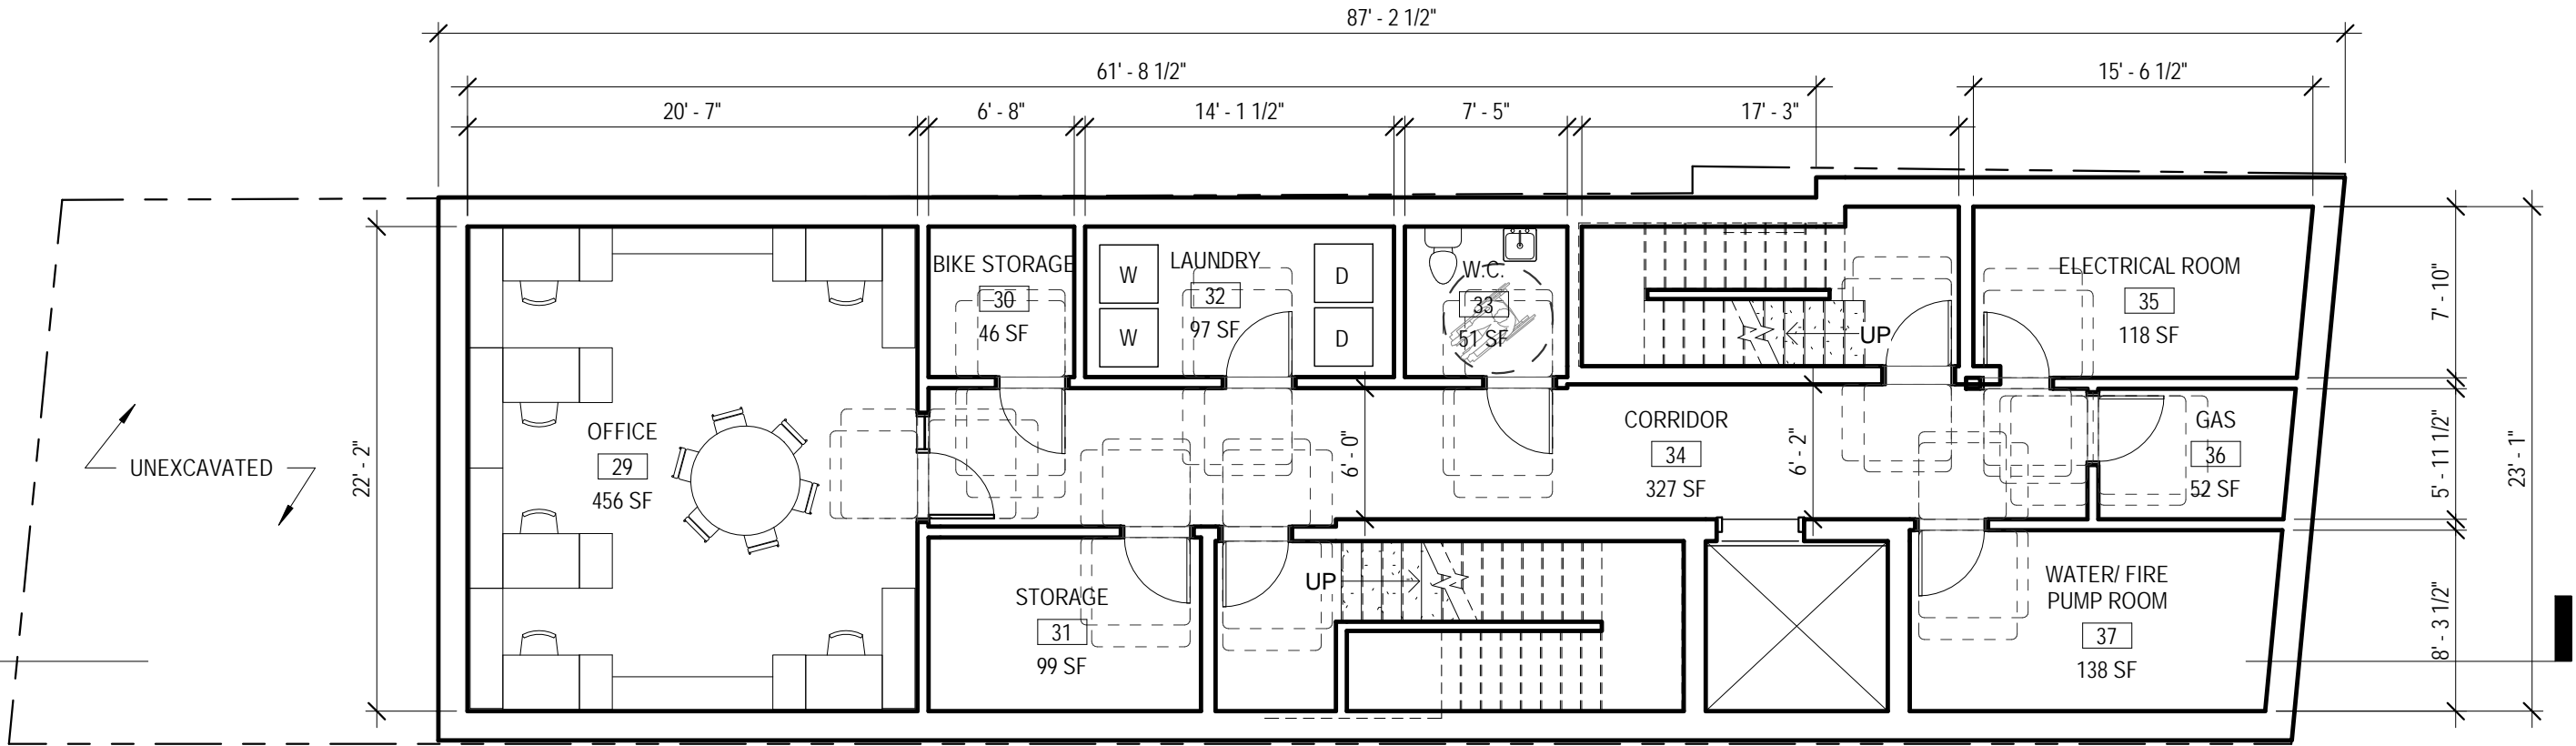 87' - 2 1/2"
61' - 8 1/2"
15' - 6 1/2"
20' - 7"
6' - 8"
14' - 1 1/2"
7' - 5"
17' - 3"
UNEXCAVATED
22' - 2"
OFFICE
29
456 SF
BIKE STORAGE
30
46 SF
W
W
LAUNDRY
32
97 SF
D
D
W.C.
33
51 SF
UP
ELECTRICAL ROOM
35
118 SF
7' - 10"
6' - 0"
CORRIDOR
34
327 SF
6' - 2"
GAS
36
52 SF
5' - 11 1/2"
23' - 1"
STORAGE
31
99 SF
UP
WATER/ FIRE
PUMP ROOM
37
138 SF
8' - 3 1/2"